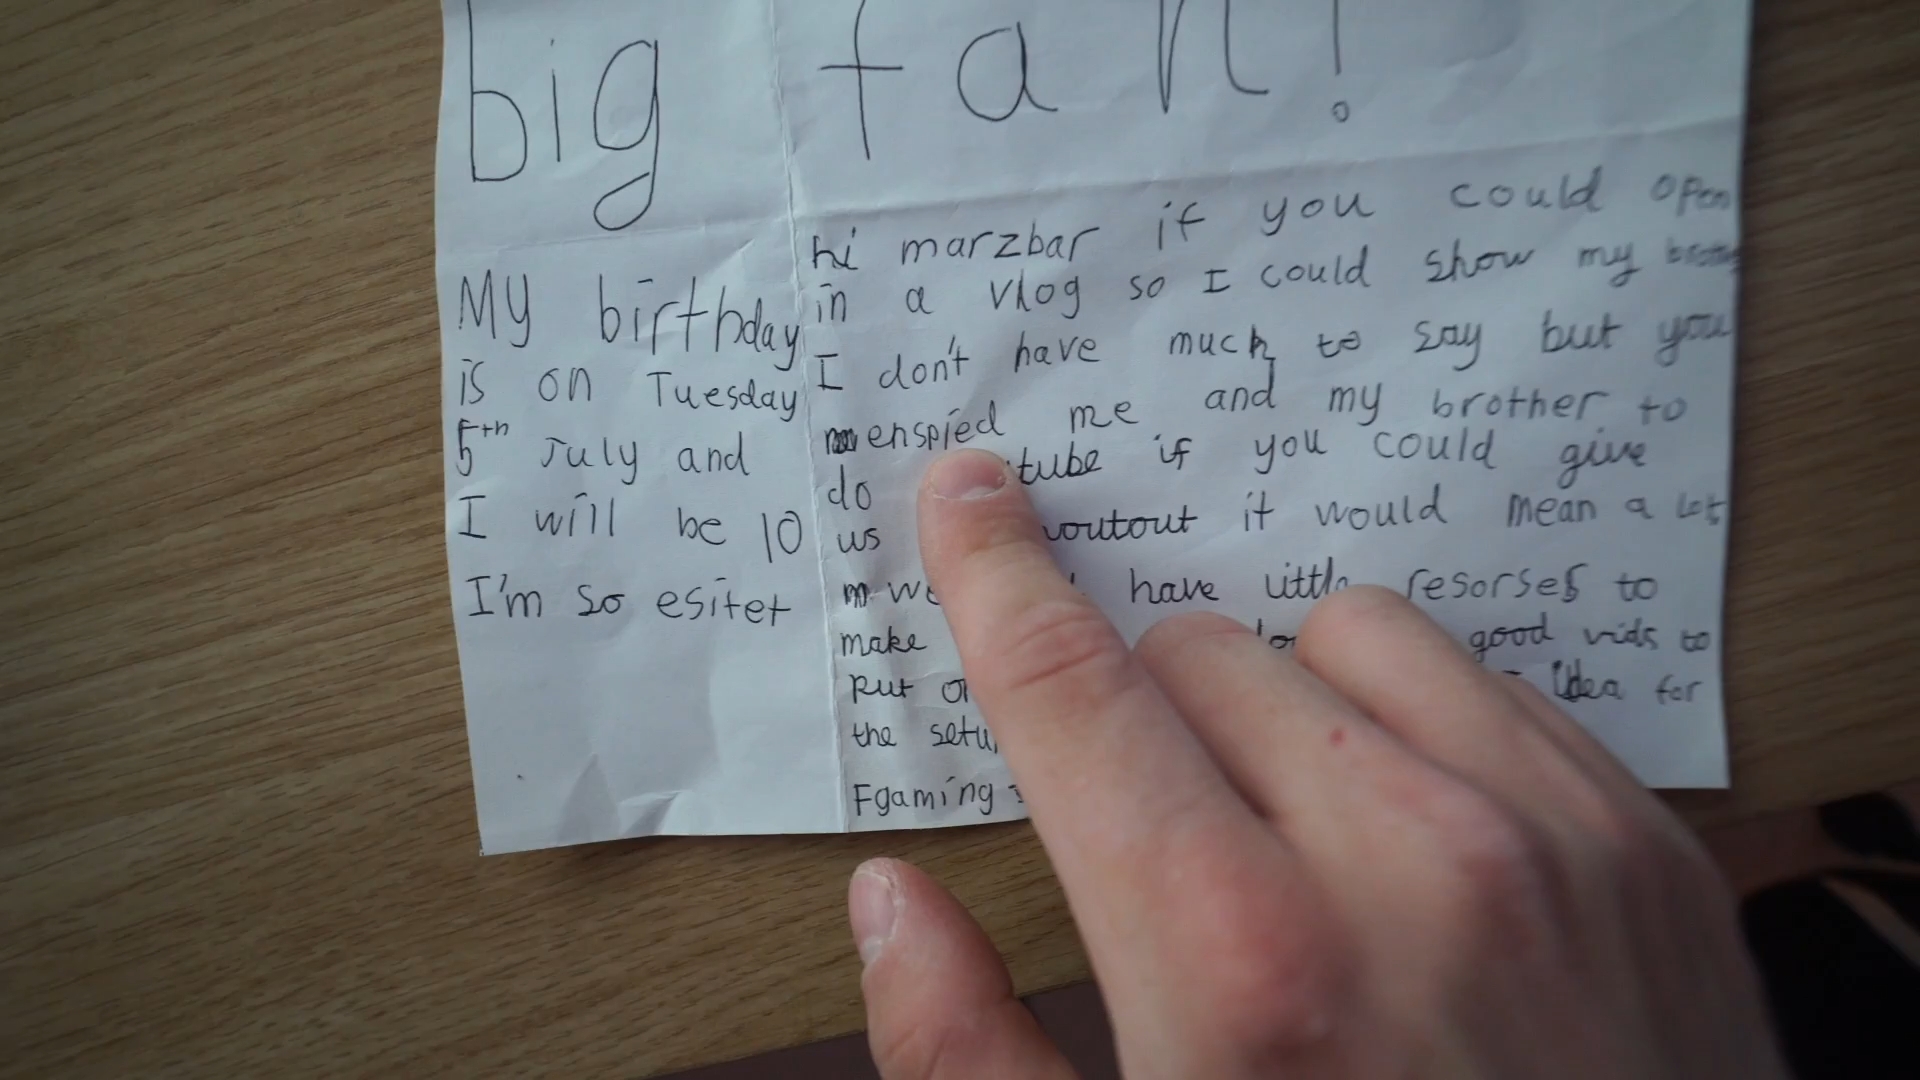 big fan!
My birthday
is on Tuesday
5th July and
I will be 10
I'm so esitet
hi marzbar if you could open
in a vlog so I could show my
I don't have much to say but you
enspied me and my brother to
do tube if you could give
us outout it would mean a lot
have little resorses to
make good vids to
put idea for
the setu
Fgaming